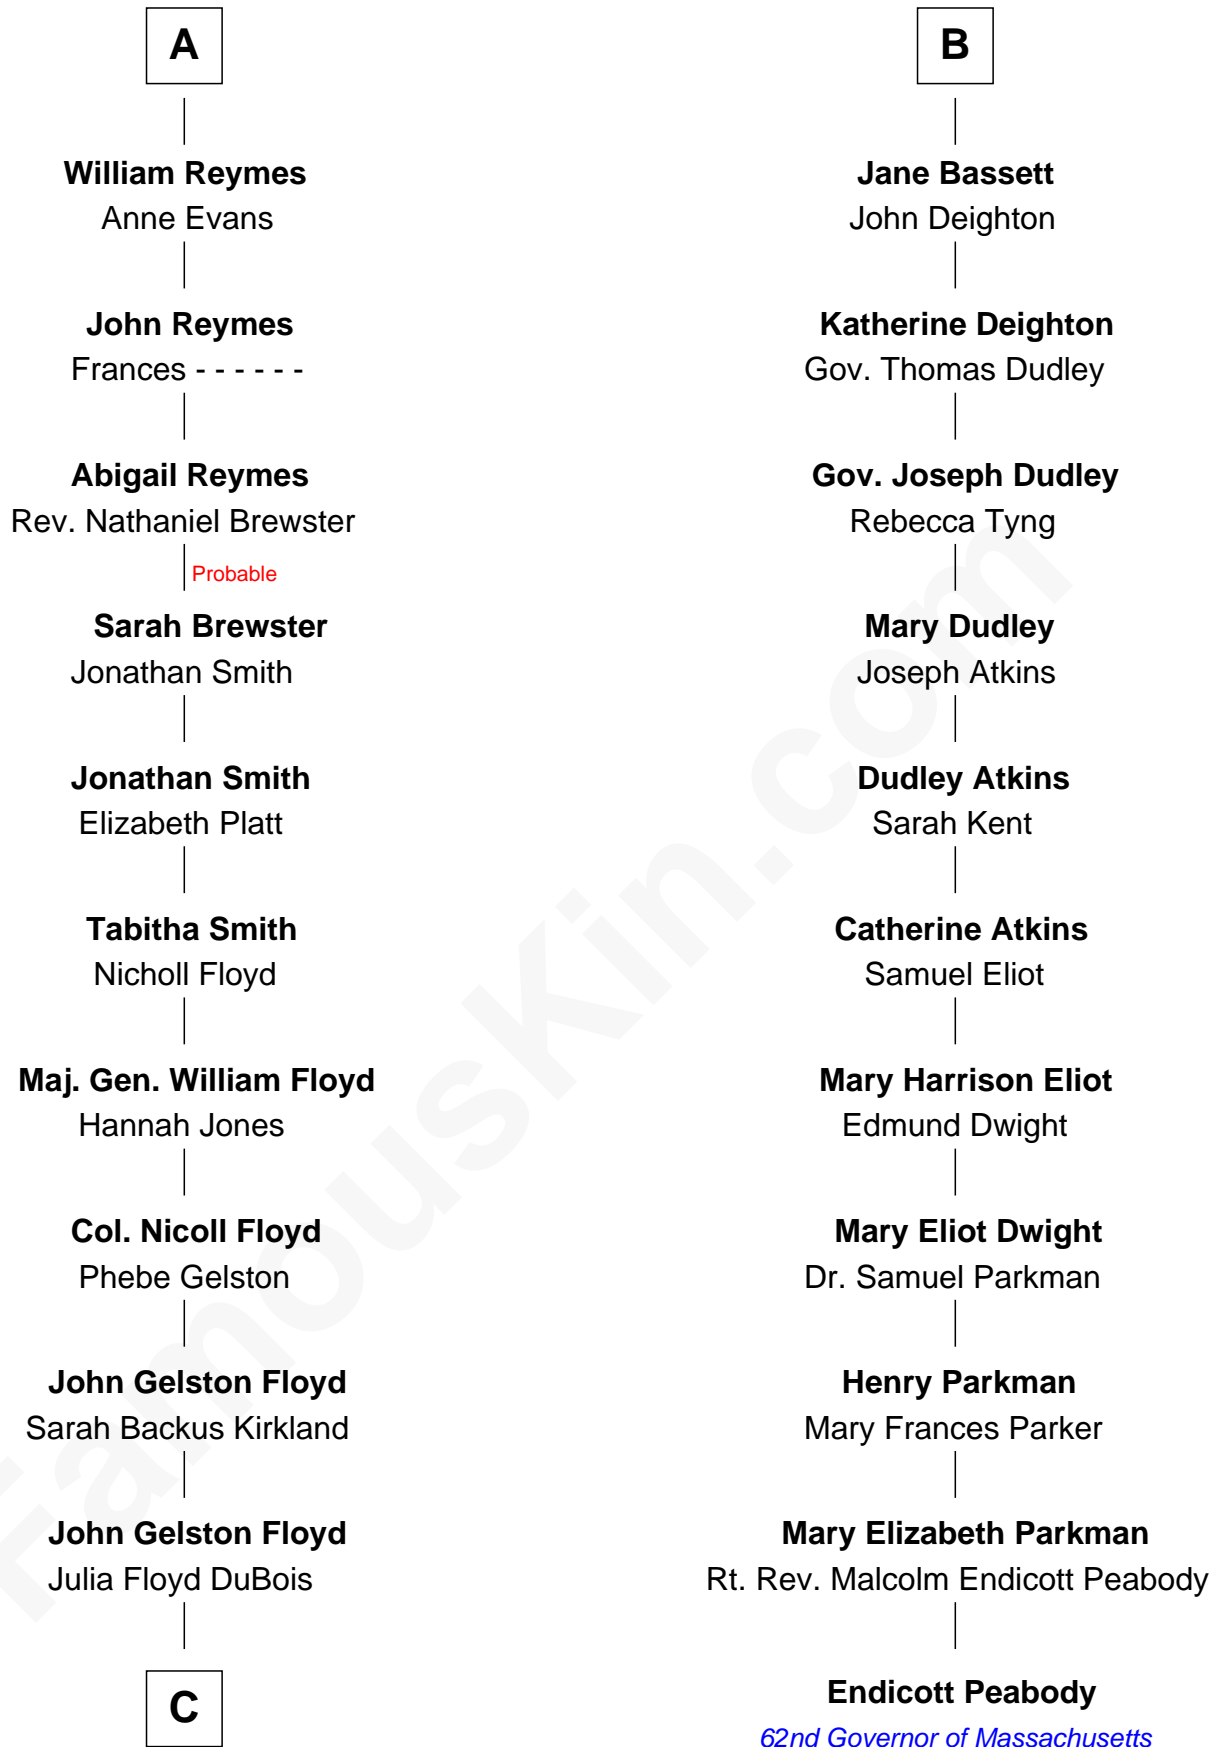 A
William Reymes
Anne Evans
John Reymes
Frances - - - - - -
Abigail Reymes
Rev. Nathaniel Brewster
Probable
Sarah Brewster
Jonathan Smith
Jonathan Smith
Elizabeth Platt
Tabitha Smith
Nicholl Floyd
Maj. Gen. William Floyd
Hannah Jones
Col. Nicoll Floyd
Phebe Gelston
John Gelston Floyd
Sarah Backus Kirkland
John Gelston Floyd
Julia Floyd DuBois
C
B
Jane Bassett
John Deighton
Katherine Deighton
Gov. Thomas Dudley
Gov. Joseph Dudley
Rebecca Tyng
Mary Dudley
Joseph Atkins
Dudley Atkins
Sarah Kent
Catherine Atkins
Samuel Eliot
Mary Harrison Eliot
Edmund Dwight
Mary Eliot Dwight
Dr. Samuel Parkman
Henry Parkman
Mary Frances Parker
Mary Elizabeth Parkman
Rt. Rev. Malcolm Endicott Peabody
Endicott Peabody
62nd Governor of Massachusetts
FamousKin.com